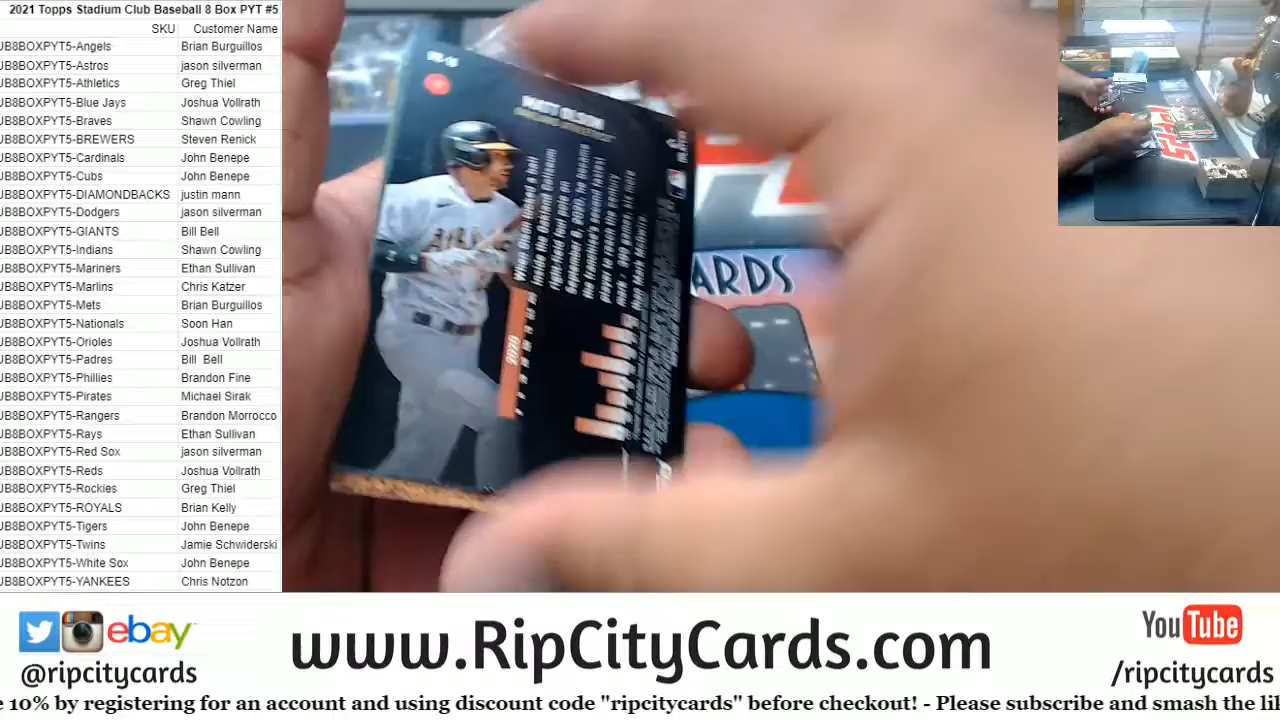 2021 Topps Stadium Club Baseball 8 Box PYT #5
SKU Customer Name
JB8BOXPYT5-Angels Brian Burguillos
JB8BOXPYT5-Astros jason silverman
JB8BOXPYT5-Athletics Greg Thiel
JB8BOXPYT5-Blue Jays Joshua Vollrath
JB8BOXPYT5-Braves Shawn Cowling
JB8BOXPYT5-BREWERS Steven Renick
JB8BOXPYT5-Cardinals John Benepe
JB8BOXPYT5-Cubs John Benepe
JB8BOXPYT5-DIAMONDBACKS justin mann
JB8BOXPYT5-Dodgers jason silverman
JB8BOXPYT5-GIANTS Bill Bell
JB8BOXPYT5-Indians Shawn Cowling
JB8BOXPYT5-Mariners Ethan Sullivan
JB8BOXPYT5-Marlins Chris Katzer
JB8BOXPYT5-Mets Brian Burguillos
JB8BOXPYT5-Nationals Soon Han
JB8BOXPYT5-Orioles Joshua Vollrath
JB8BOXPYT5-Padres Bill Bell
JB8BOXPYT5-Phillies Brandon Fine
JB8BOXPYT5-Pirates Michael Sirak
JB8BOXPYT5-Rangers Brandon Morrocco
JB8BOXPYT5-Rays Ethan Sullivan
JB8BOXPYT5-Red Sox jason silverman
JB8BOXPYT5-Reds Joshua Vollrath
JB8BOXPYT5-Rockies Greg Thiel
JB8BOXPYT5-ROYALS Brian Kelly
JB8BOXPYT5-Tigers John Benepe
JB8BOXPYT5-Twins Jamie Schwiderski
JB8BOXPYT5-White Sox John Benepe
JB8BOXPYT5-YANKEES Chris Notzon
MATT OLSON
ARDS
TOPPS
ebay
@ripcitycards
www.RipCityCards.com
YouTube
/ripcitycards
e 10% by registering for an account and using discount code "ripcitycards" before checkout! - Please subscribe and smash the li